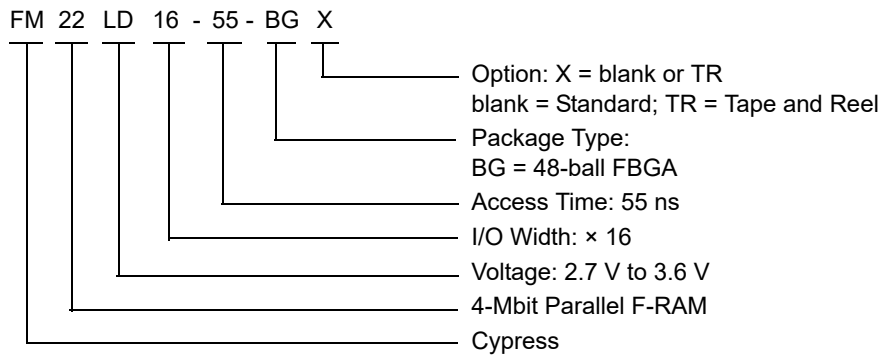 FM 22 LD 16 - 55 - BG X
Option: X = blank or TR
blank = Standard; TR = Tape and Reel
Package Type:
BG = 48-ball FBGA
Access Time: 55 ns
I/O Width: × 16
Voltage: 2.7 V to 3.6 V
4-Mbit Parallel F-RAM
Cypress